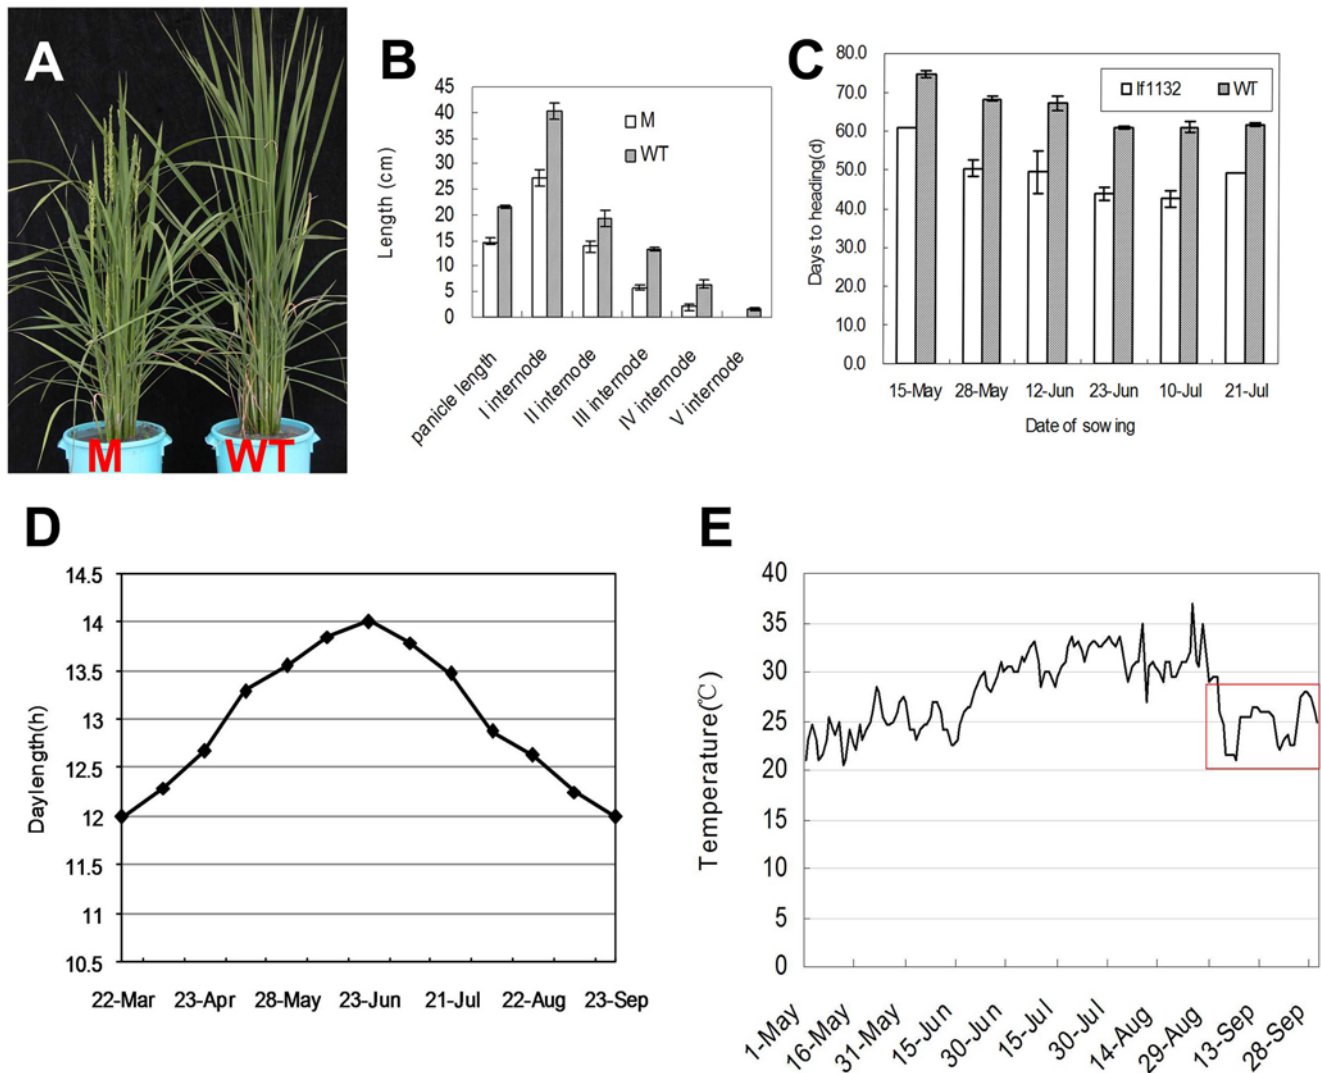 A
M
WT
B
45
40
35
30
25
20
15
10
5
0
Length (cm)
M
WT
panicle length
I internode
II internode
III internode
IV internode
V internode
C
80.0
70.0
60.0
50.0
40.0
30.0
20.0
10.0
0.0
Days to heading(d)
lf1132
WT
15-May
28-May
12-Jun
23-Jun
10-Jul
21-Jul
Date of sowing
D
14.5
14
13.5
13
12.5
12
11.5
11
10.5
Daylength(h)
22-Mar
23-Apr
28-May
23-Jun
21-Jul
22-Aug
23-Sep
E
40
35
30
25
20
15
10
5
0
Temperature(℃)
1-May
16-May
31-May
15-Jun
30-Jun
15-Jul
30-Jul
14-Aug
29-Aug
13-Sep
28-Sep